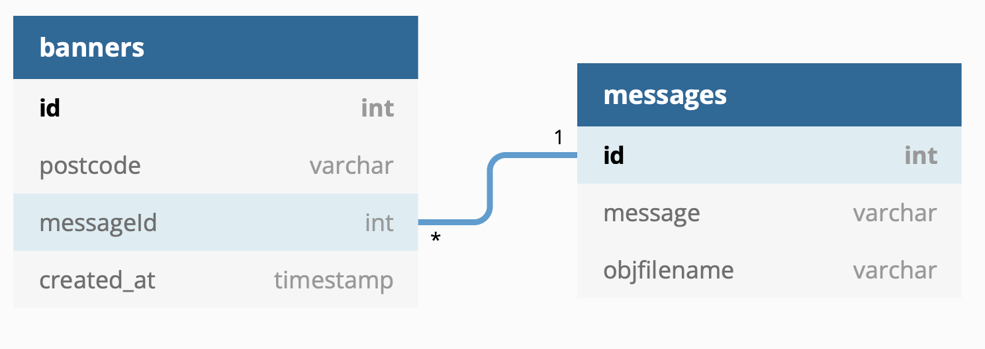 banners
id int
postcode varchar
messageId int
created_at timestamp
*
1
messages
id int
message varchar
objfilename varchar